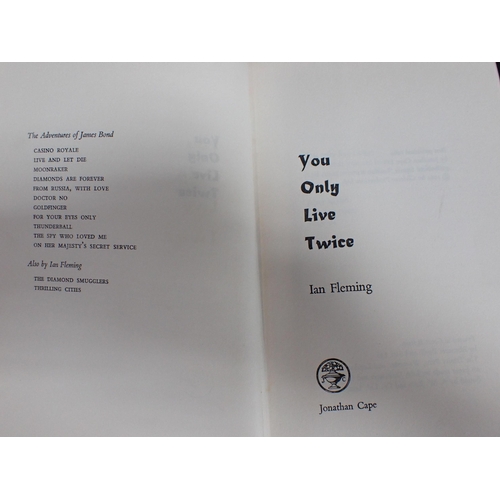 The Adventures of James Bond
CASINO ROYALE
LIVE AND LET DIE
MOONRAKER
DIAMONDS ARE FOREVER
FROM RUSSIA, WITH LOVE
DOCTOR NO
GOLDFINGER
FOR YOUR EYES ONLY
THUNDERBALL
THE SPY WHO LOVED ME
ON HER MAJESTY'S SECRET SERVICE
Also by Ian Fleming
THE DIAMOND SMUGGLERS
THRILLING CITIES
You
Only
Live
Twice
Ian Fleming
Jonathan Cape